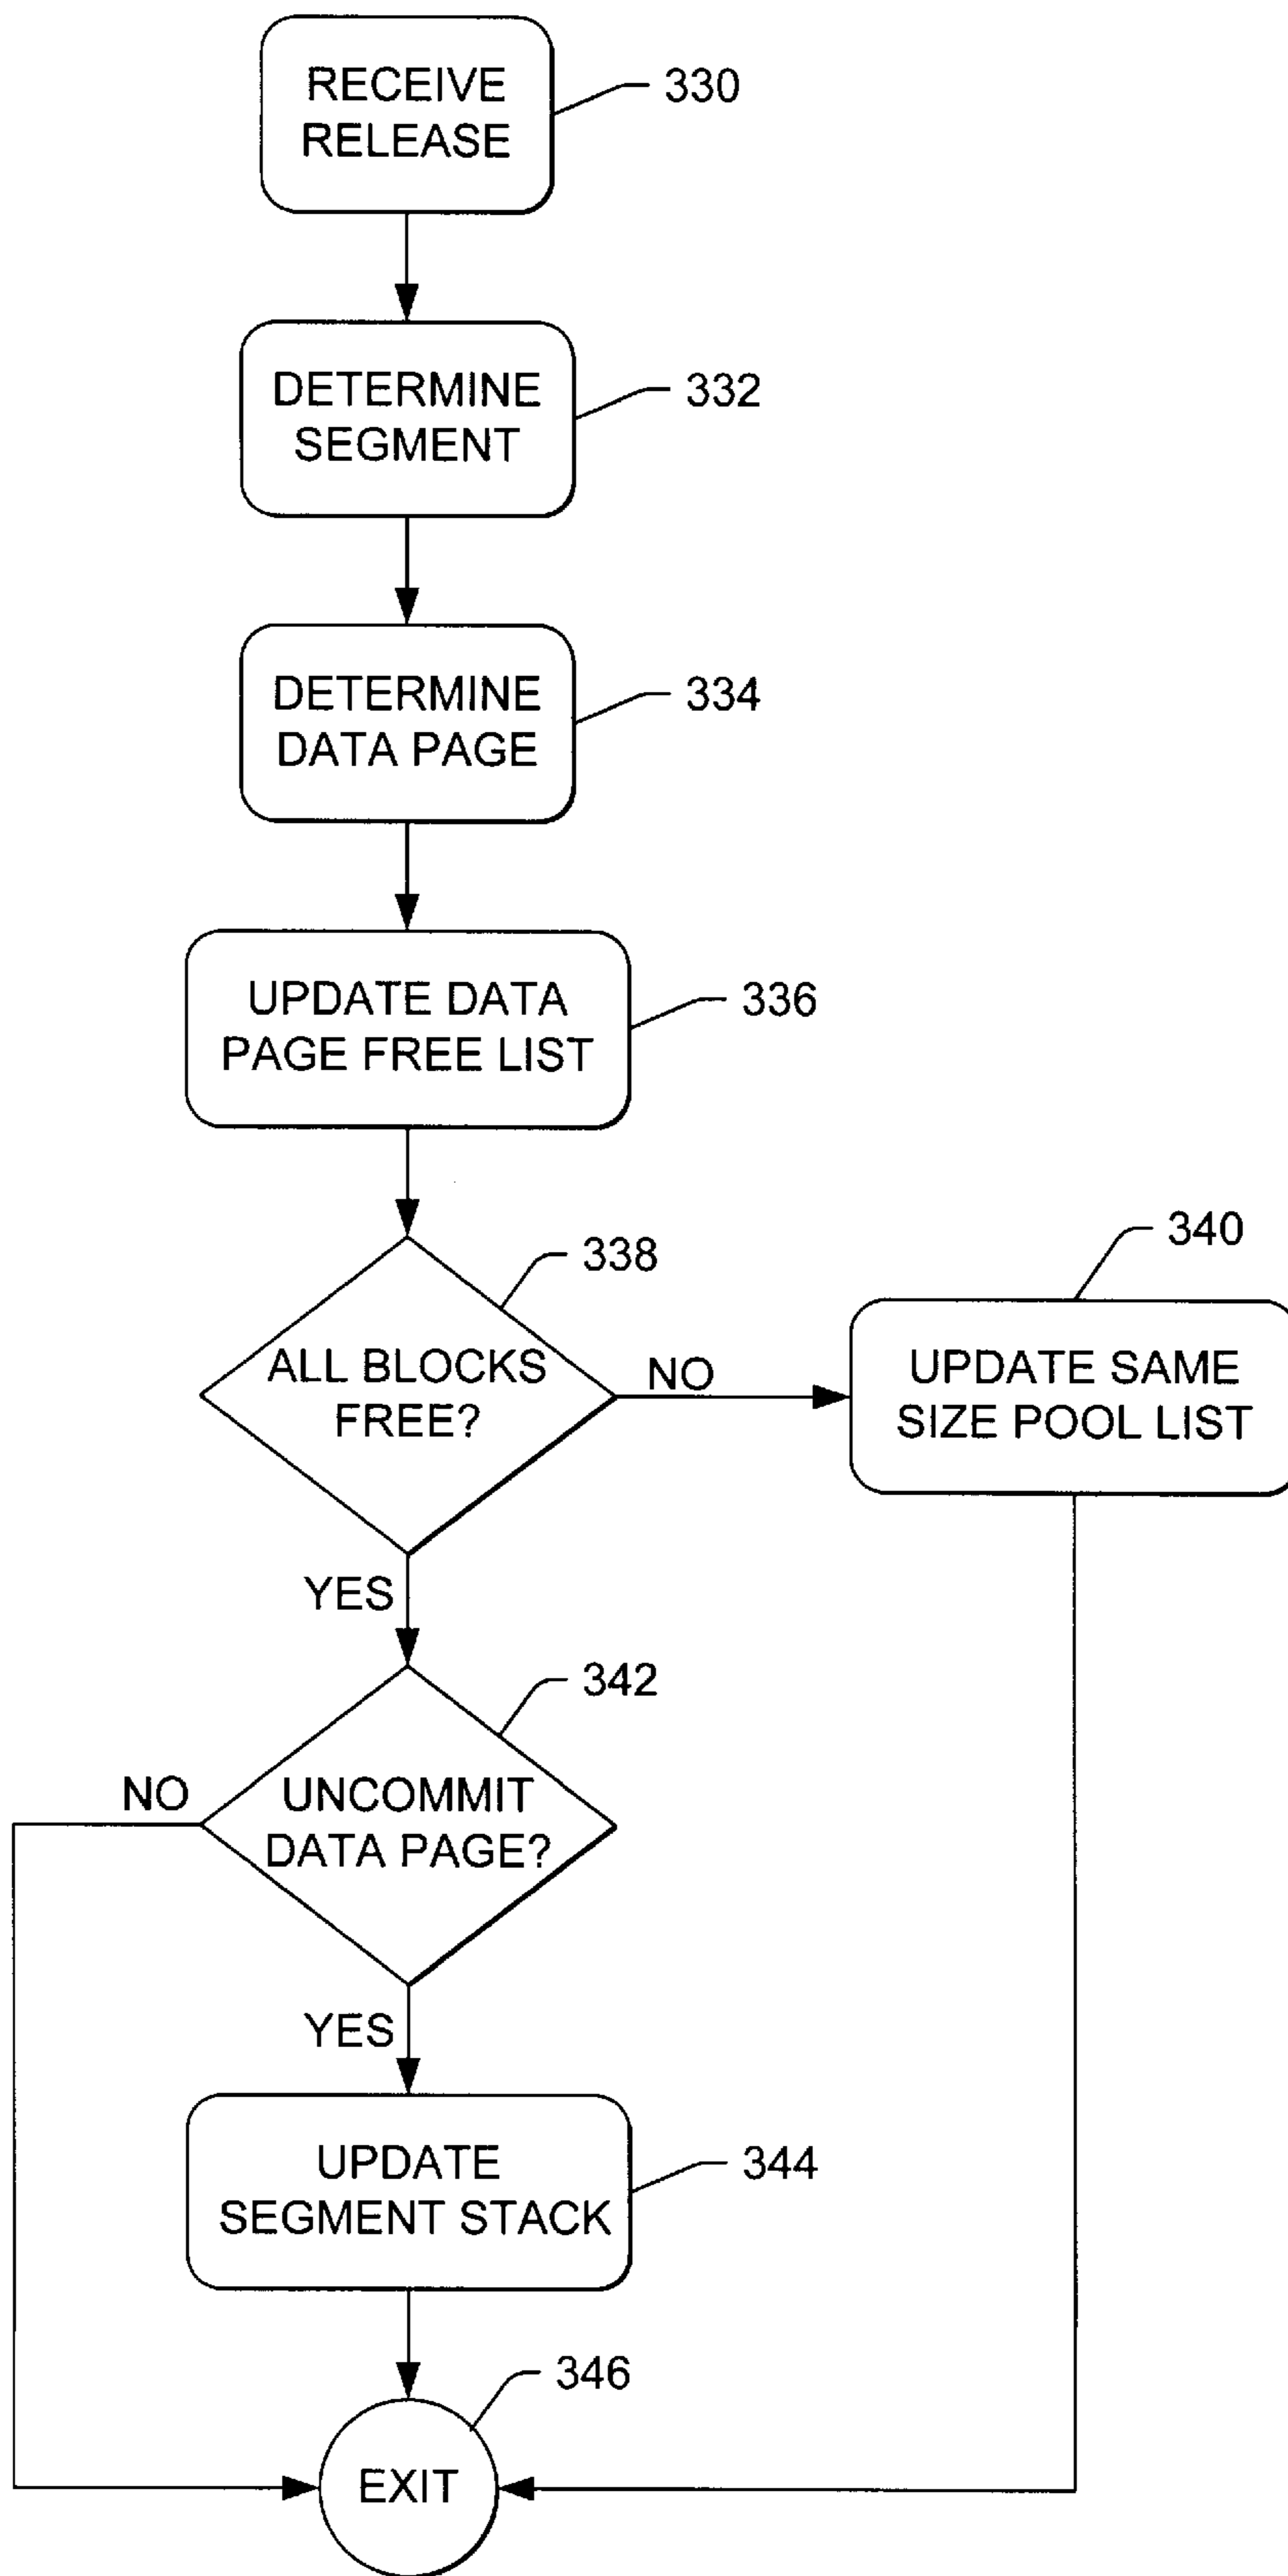 RECEIVE
RELEASE
330
DETERMINE
SEGMENT
332
DETERMINE
DATA PAGE
334
UPDATE DATA
PAGE FREE LIST
336
ALL BLOCKS
FREE?
338
NO
UPDATE SAME
SIZE POOL LIST
340
YES
UNCOMMIT
DATA PAGE?
342
NO
YES
UPDATE
SEGMENT STACK
344
EXIT
346